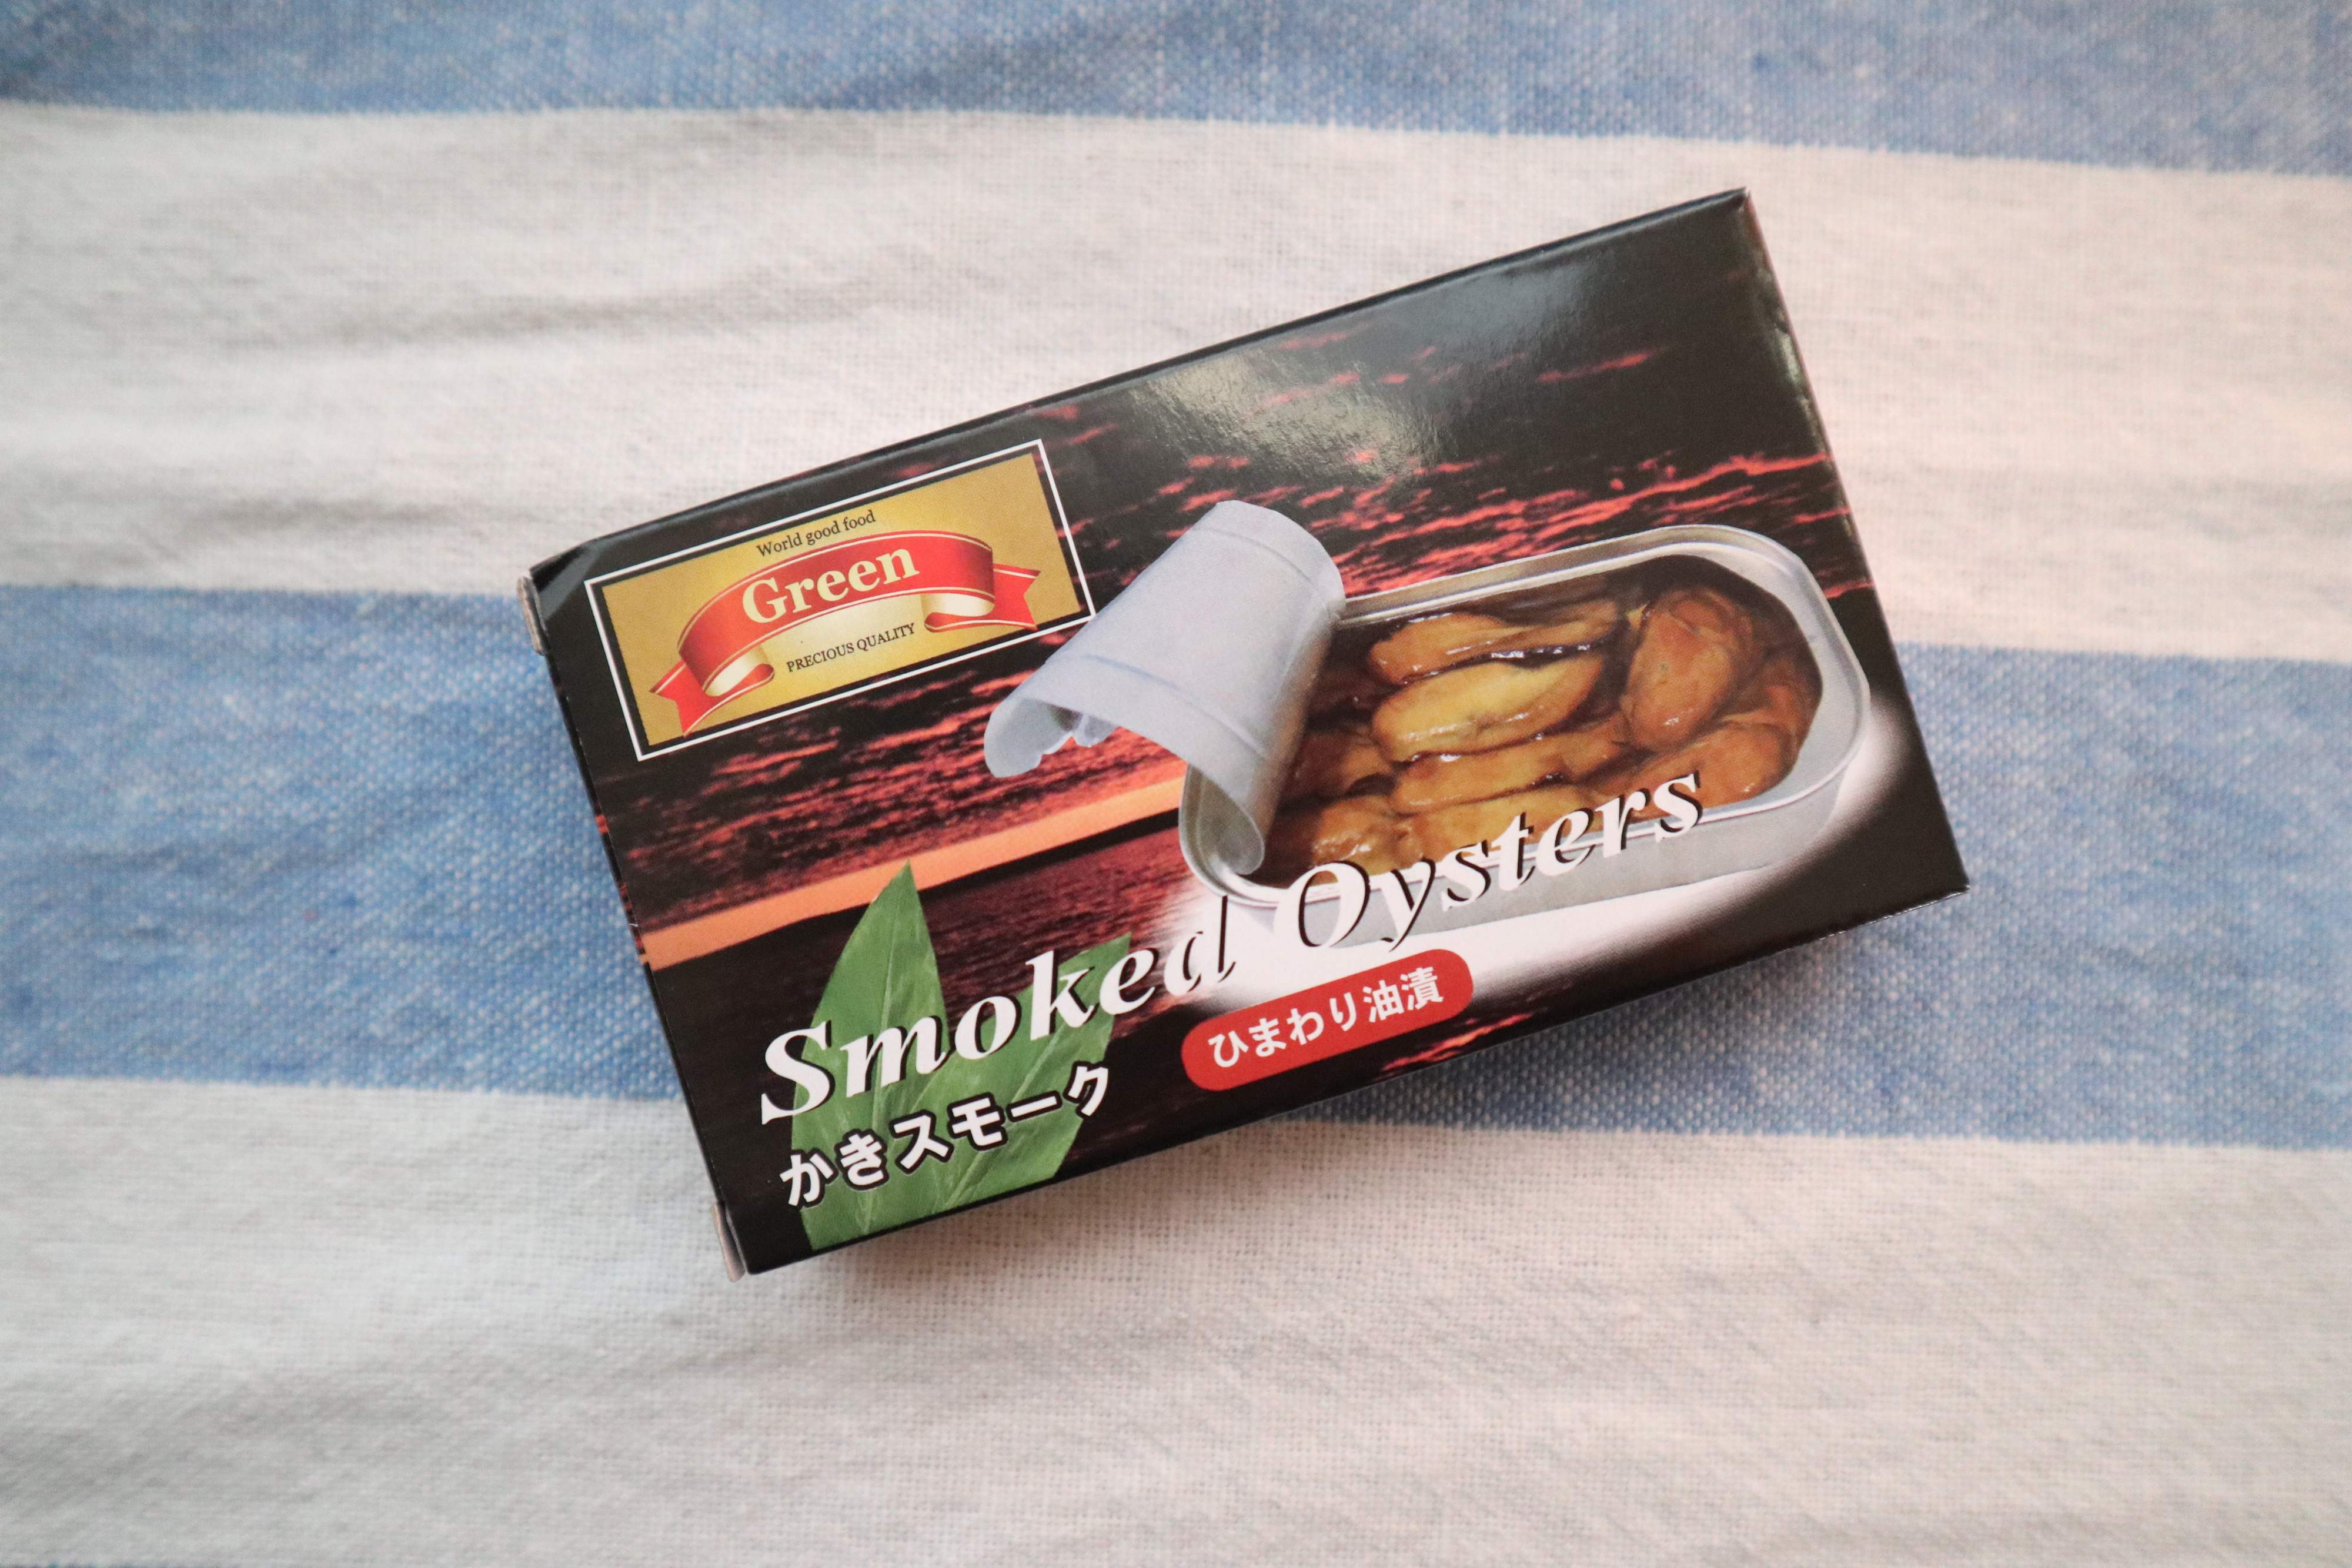 World good food
Green
PRECIOUS QUALITY
Smoked Oysters
かきスモーク
ひまわり油漬